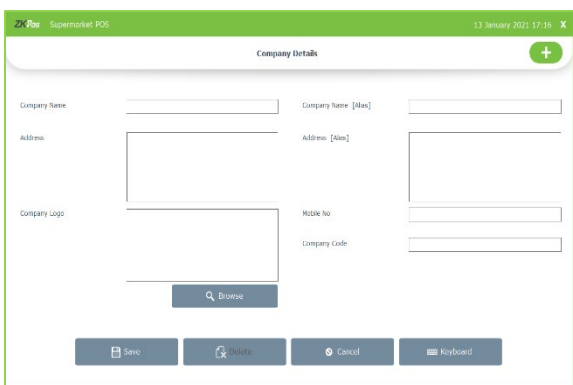 ZKPos Supermarket POS 13 January 2021 17:16 X
Company Details
Company Name Company Name [Alias]
Address Address [Alias]
Company Logo Mobile No
Company Code
Browse
Save Delete Cancel Keyboard